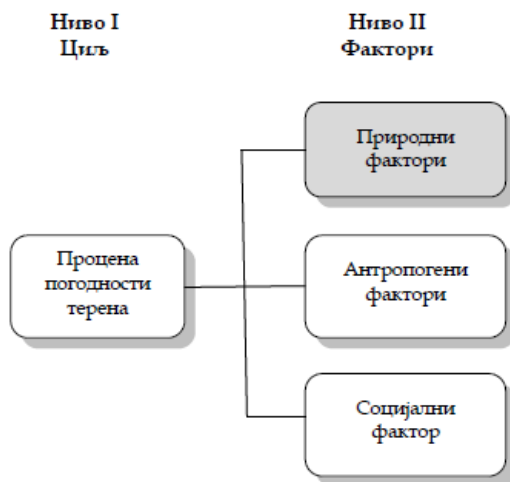 Ниво I
Циљ
Ниво II
Фактори
Природни
фактори
Процена
погодности
терена
Антропогени
фактори
Социјални
фактор